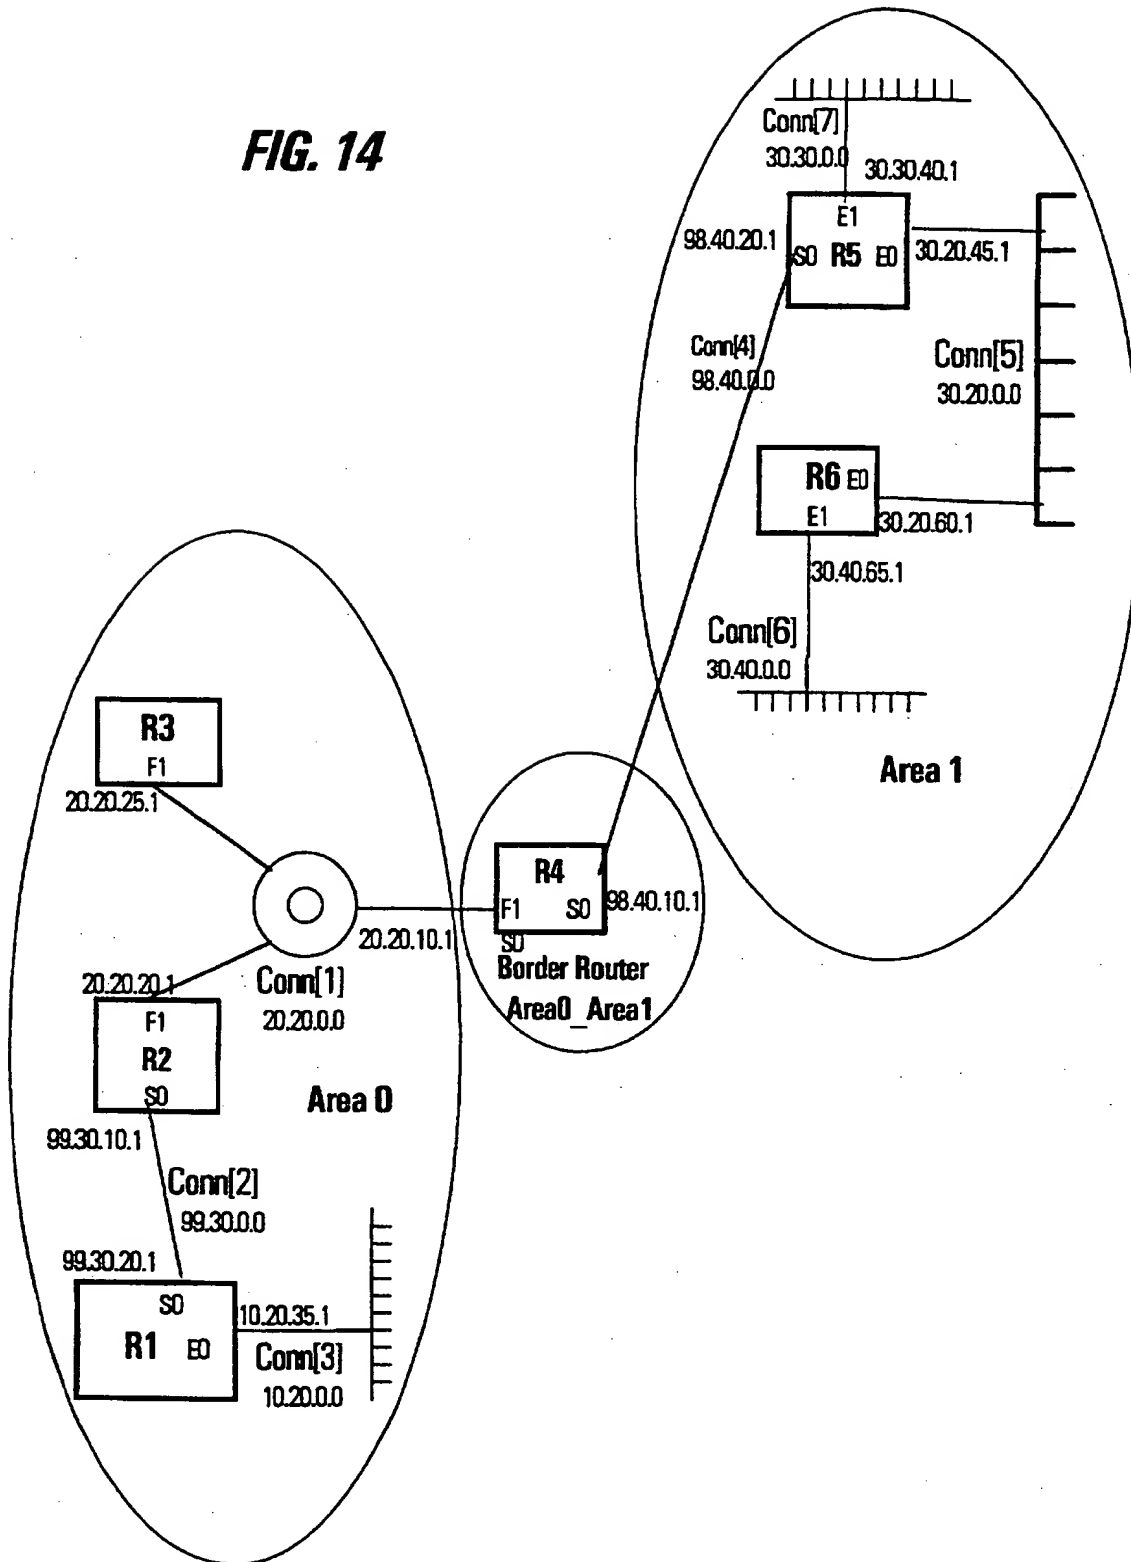 FIG. 14
Conn[7]
30.30.0.0
30.30.40.1
E1
98.40.20.1
S0 R5 E0
30.20.45.1
Conn[4]
98.40.0.0
Conn[5]
30.20.0.0
R6 E0
E1
30.20.60.1
30.40.65.1
Conn[6]
30.40.0.0
Area 1
R3
F1
20.20.25.1
R4
F1 S0
98.40.10.1
S0
20.20.10.1
Border Router
Area0_Area1
20.20.20.1
Conn[1]
20.20.0.0
F1
R2
S0
Area 0
99.30.10.1
Conn[2]
99.30.0.0
99.30.20.1
S0
R1 E0
10.20.35.1
Conn[3]
10.20.0.0